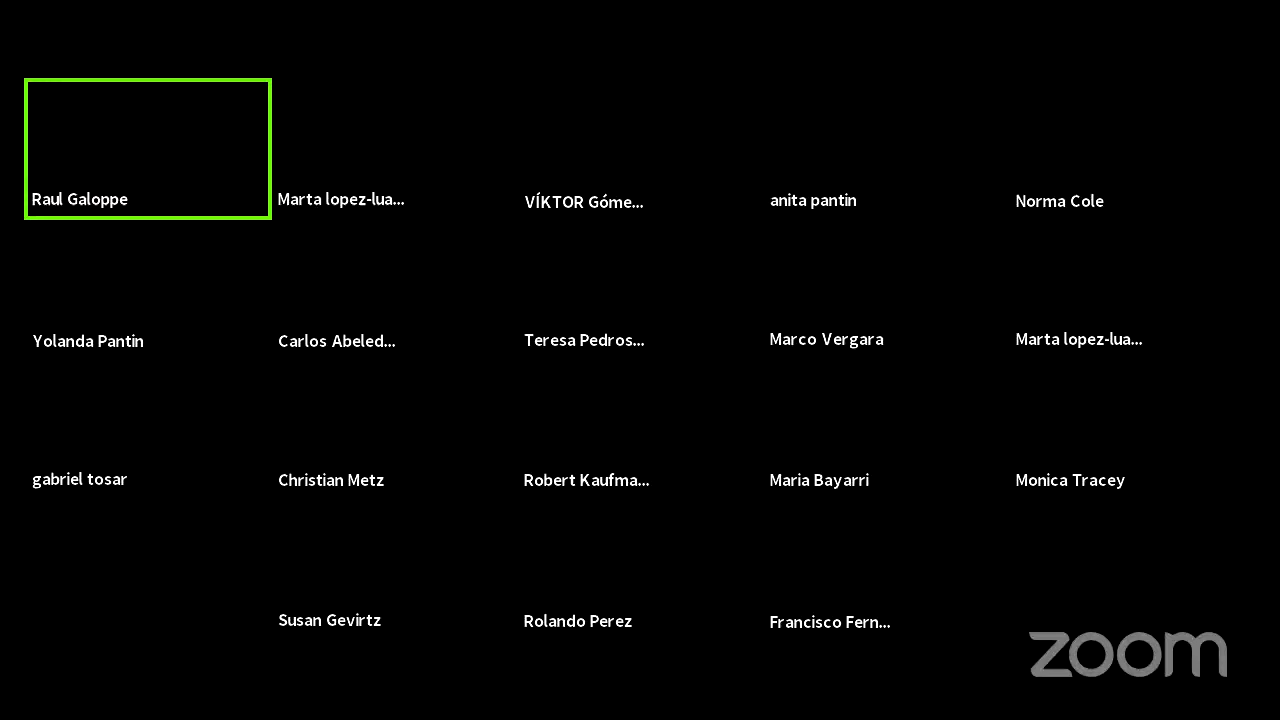 Raul Galoppe
Marta lopez-lua...
VÍKTOR Góme...
anita pantin
Norma Cole
Yolanda Pantin
Carlos Abeled...
Teresa Pedros...
Marco Vergara
Marta lopez-lua...
gabriel tosar
Christian Metz
Robert Kaufma...
Maria Bayarri
Monica Tracey
Susan Gevirtz
Rolando Perez
Francisco Fern...
zoom